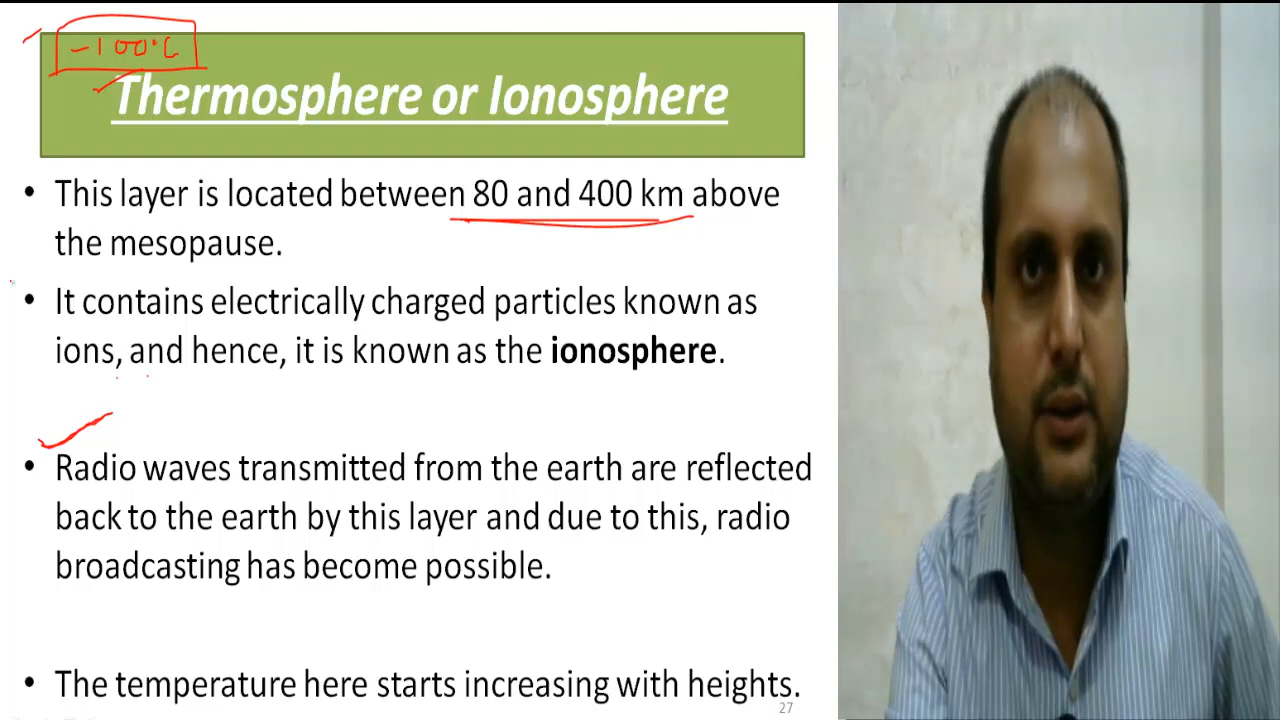 -100°C
Thermosphere or Ionosphere
• This layer is located between 80 and 400 km above
the mesopause.
• It contains electrically charged particles known as
ions, and hence, it is known as the ionosphere.
• Radio waves transmitted from the earth are reflected
back to the earth by this layer and due to this, radio
broadcasting has become possible.
• The temperature here starts increasing with heights.
27